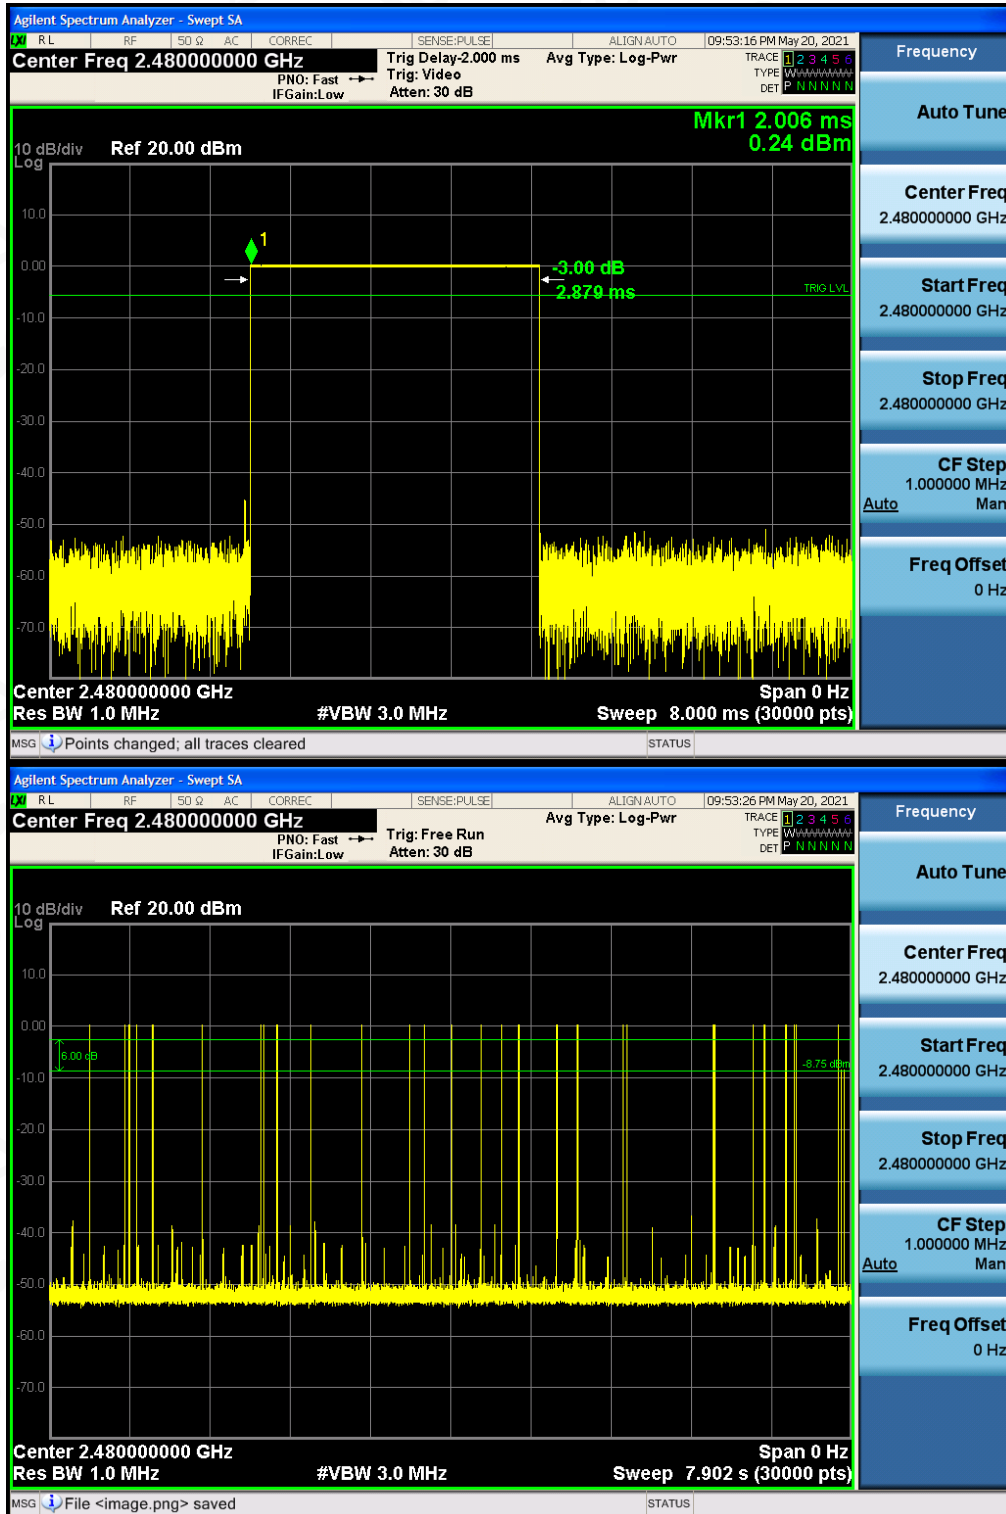 Agilent Spectrum Analyzer - Swept SA
LXI RL RF 50 Ω AC CORREC SENSE:PULSE ALIGN AUTO 09:53:16 PM May 20, 2021
Center Freq 2.480000000 GHz
PNO: Fast
IFGain:Low
Trig Delay-2.000 ms
Trig: Video
Atten: 30 dB
Avg Type: Log-Pwr
TRACE 1 2 3 4 5 6
TYPE W
DET P N N N N N
Mkr1 2.006 ms
0.24 dBm
10 dB/div Ref 20.00 dBm
Log
10.0
1
0.00
-3.00 dB
2.879 ms
TRIG LVL
-10.0
-20.0
-30.0
-40.0
-50.0
-60.0
-70.0
Center 2.480000000 GHz Span 0 Hz
Res BW 1.0 MHz #VBW 3.0 MHz Sweep 8.000 ms (30000 pts)
MSG Points changed; all traces cleared STATUS
Frequency
Auto Tune
Center Freq
2.480000000 GHz
Start Freq
2.480000000 GHz
Stop Freq
2.480000000 GHz
CF Step
1.000000 MHz
Auto Man
Freq Offset
0 Hz
Agilent Spectrum Analyzer - Swept SA
LXI RL RF 50 Ω AC CORREC SENSE:PULSE ALIGN AUTO 09:53:26 PM May 20, 2021
Center Freq 2.480000000 GHz
PNO: Fast
IFGain:Low
Trig: Free Run
Atten: 30 dB
Avg Type: Log-Pwr
TRACE 1 2 3 4 5 6
TYPE W
DET P N N N N N
10 dB/div Ref 20.00 dBm
Log
10.0
0.00
6.00 dB
-8.75 dBm
-10.0
-20.0
-30.0
-40.0
-50.0
-60.0
-70.0
Center 2.480000000 GHz Span 0 Hz
Res BW 1.0 MHz #VBW 3.0 MHz Sweep 7.902 s (30000 pts)
MSG File <image.png> saved STATUS
Frequency
Auto Tune
Center Freq
2.480000000 GHz
Start Freq
2.480000000 GHz
Stop Freq
2.480000000 GHz
CF Step
1.000000 MHz
Auto Man
Freq Offset
0 Hz